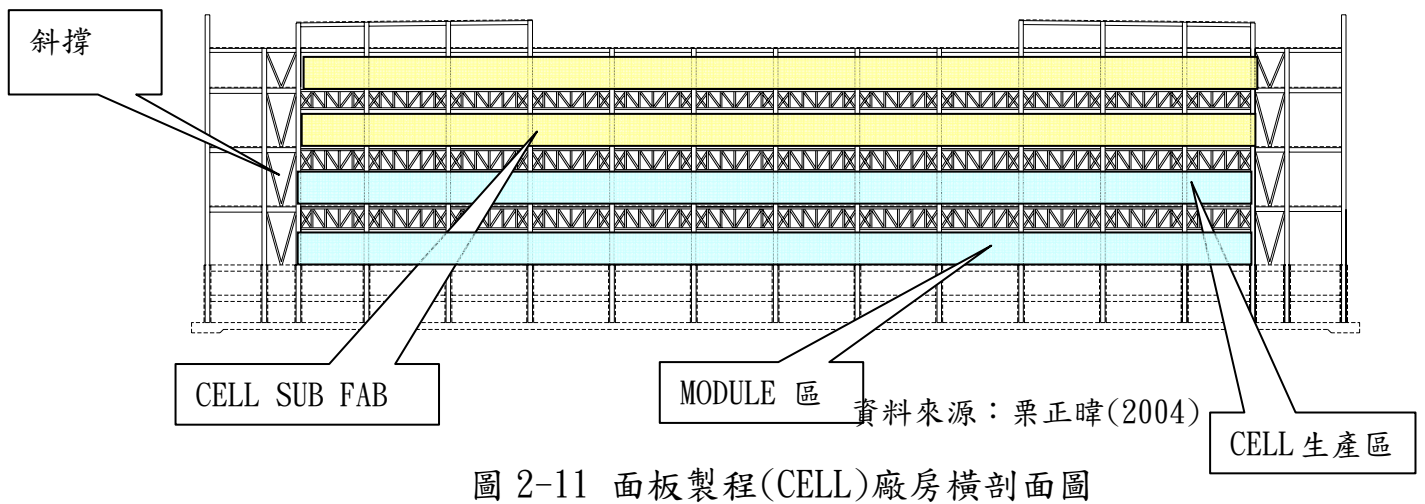 斜撐
CELL SUB FAB
MODULE 區
資料來源：栗正暐(2004)
CELL 生產區
圖 2-11 面板製程(CELL)廠房橫剖面圖